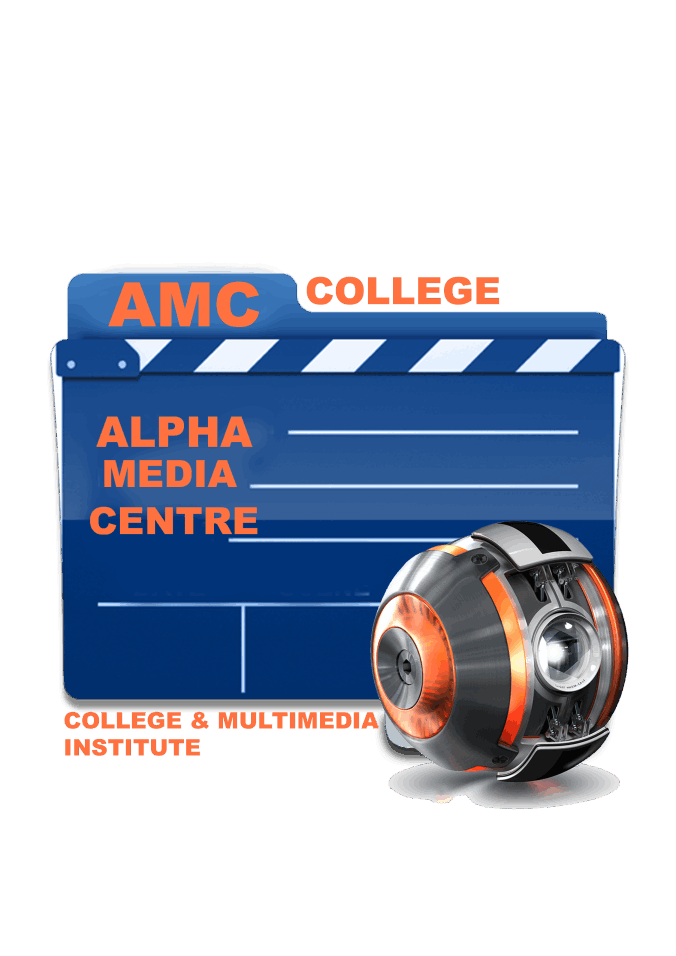 AMC
COLLEGE
ALPHA
MEDIA
CENTRE
COLLEGE & MULTIMEDIA
INSTITUTE